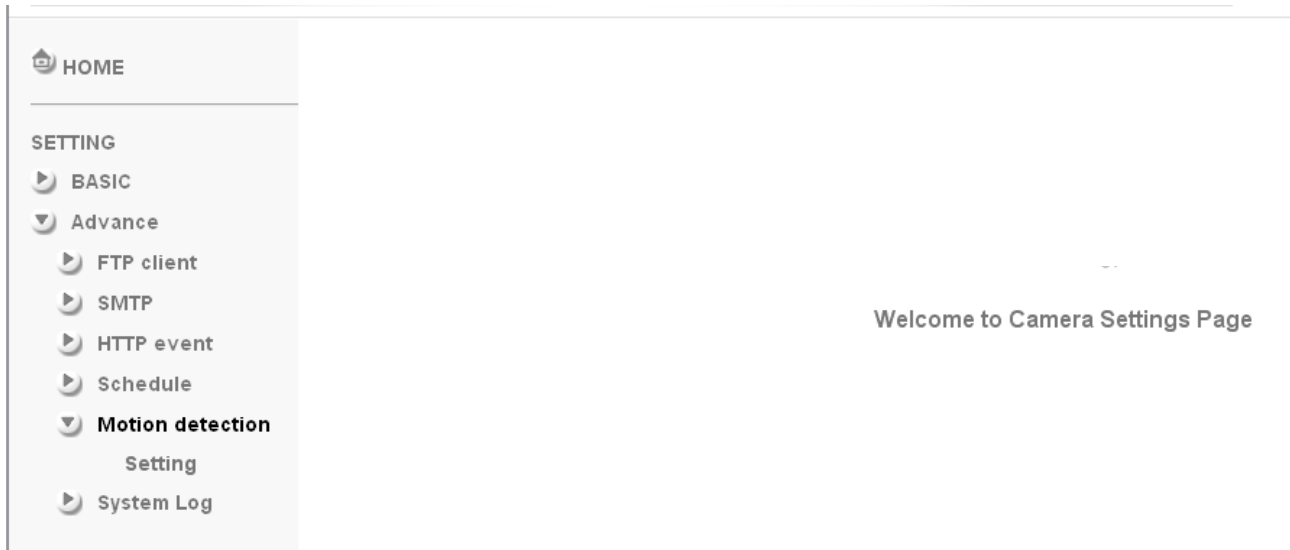 HOME
SETTING
BASIC
Advance
FTP client
SMTP
HTTP event
Schedule
Motion detection
Setting
System Log
Welcome to Camera Settings Page